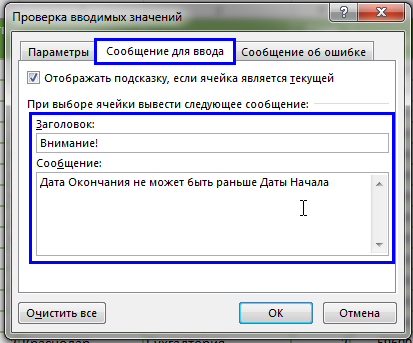 Проверка вводимых значений
Параметры
Сообщение для ввода
Сообщение об ошибке
Отображать подсказку, если ячейка является текущей
При выборе ячейки вывести следующее сообщение:
Заголовок:
Внимание!
Сообщение:
Дата Окончания не может быть раньше Даты Начала
Очистить все
ОК
Отмена